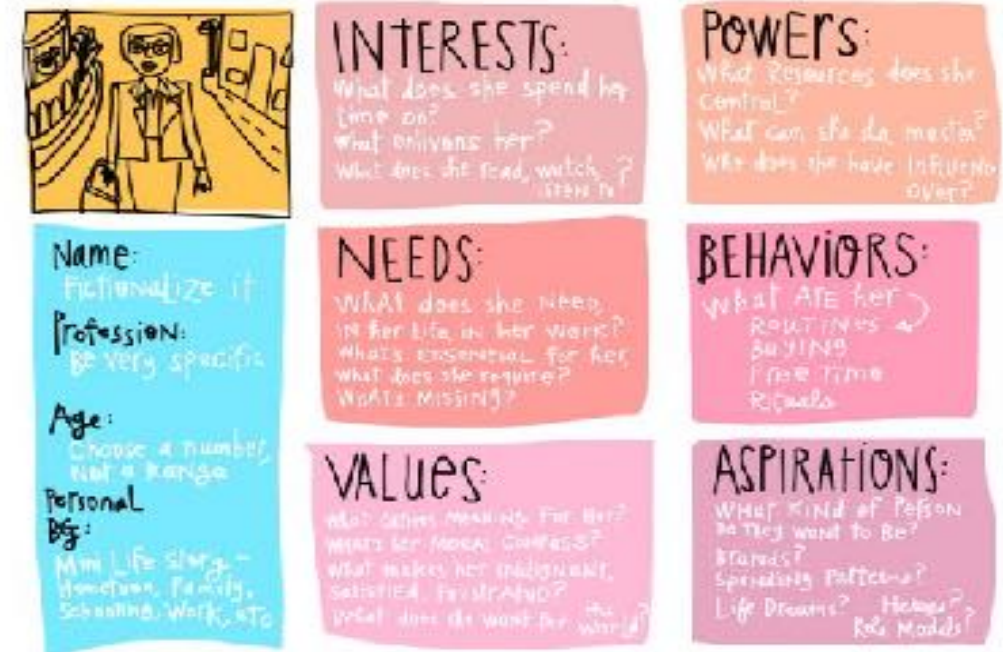 Name:
Fictionalize it
Profession:
Be very specific
Age:
Choose a number,
Not a Range
Personal
BG:
Mini Life Story -
Hometown, Family,
Schooling, Work, etc
INTERESTS:
What does she spend her
time on?
What enlivens her?
What does she read, watch,
listen to?
NEEDS:
WhAt does she Need,
in her Life, in her Work?
Whats Essential for her,
What does she require?
Whats Missing?
VALUes:
What carries Meaning For Her?
Whats her Moral Compass?
What makes her indignant,
satisfied,
What does she want for the
World?
POWErs:
What Resources does she
Control?
What can she do, master?
Who does she have Influence
Over?
BEHAViORS:
What ArE her
Routines
BUYING
Free Time
Rituals
ASPIRAtiONS:
What Kind of Person
Do They Want to Be?
Brands?
Spending Patterns?
Life Dreams? Heroes?
Role Models?